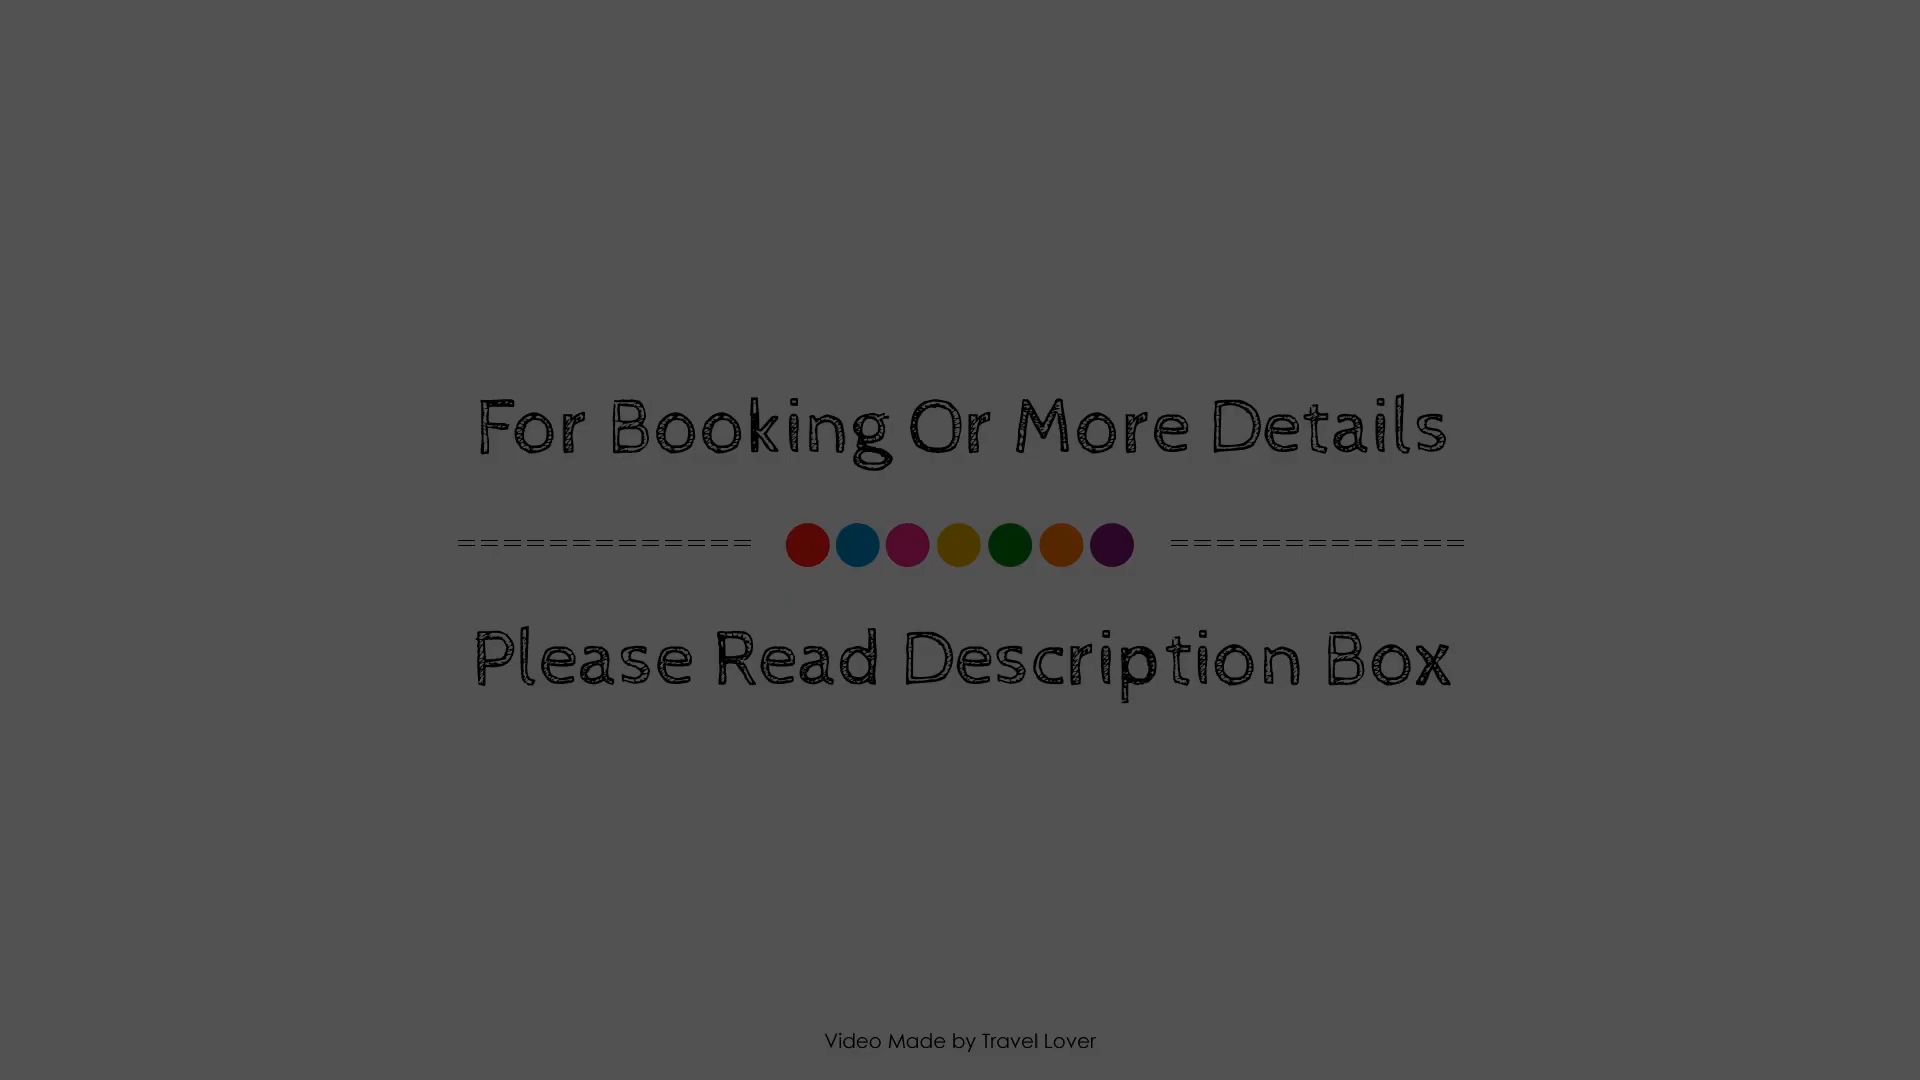 For Booking Or More Details
============= =============
Please Read Description Box
Video Made by Travel Lover